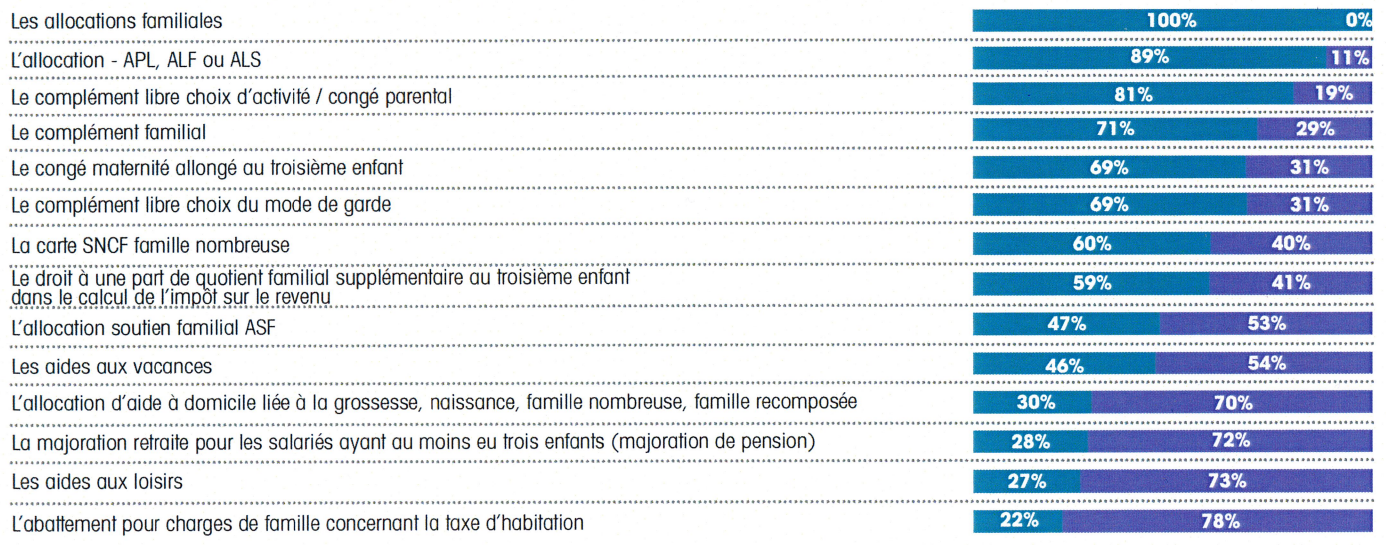 Les allocations familiales 100% 0%
L'allocation - APL, ALF ou ALS 89% 11%
Le complément libre choix d'activité / congé parental 81% 19%
Le complément familial 71% 29%
Le congé maternité allongé au troisième enfant 69% 31%
Le complément libre choix du mode de garde 69% 31%
La carte SNCF famille nombreuse 60% 40%
Le droit à une part de quotient familial supplémentaire au troisième enfant
dans le calcul de l'impôt sur le revenu 59% 41%
L'allocation soutien familial ASF 47% 53%
Les aides aux vacances 46% 54%
L'allocation d'aide à domicile liée à la grossesse, naissance, famille nombreuse, famille recomposée 30% 70%
La majoration retraite pour les salariés ayant au moins eu trois enfants (majoration de pension) 28% 72%
Les aides aux loisirs 27% 73%
L'abattement pour charges de famille concernant la taxe d'habitation 22% 78%